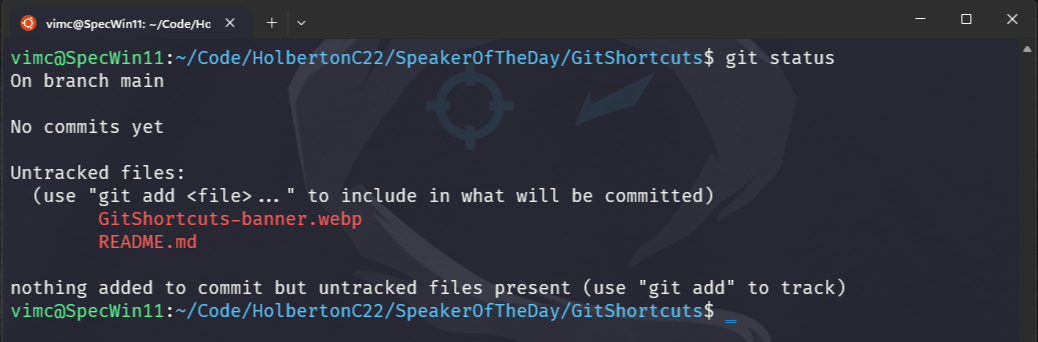 vimc@SpecWin11: ~/Code/Ho
vimc@SpecWin11:~/Code/HolbertonC22/SpeakerOfTheDay/GitShortcuts$ git status
On branch main
No commits yet
Untracked files:
  (use "git add <file>..." to include in what will be committed)
        GitShortcuts-banner.webp
        README.md
nothing added to commit but untracked files present (use "git add" to track)
vimc@SpecWin11:~/Code/HolbertonC22/SpeakerOfTheDay/GitShortcuts$ _